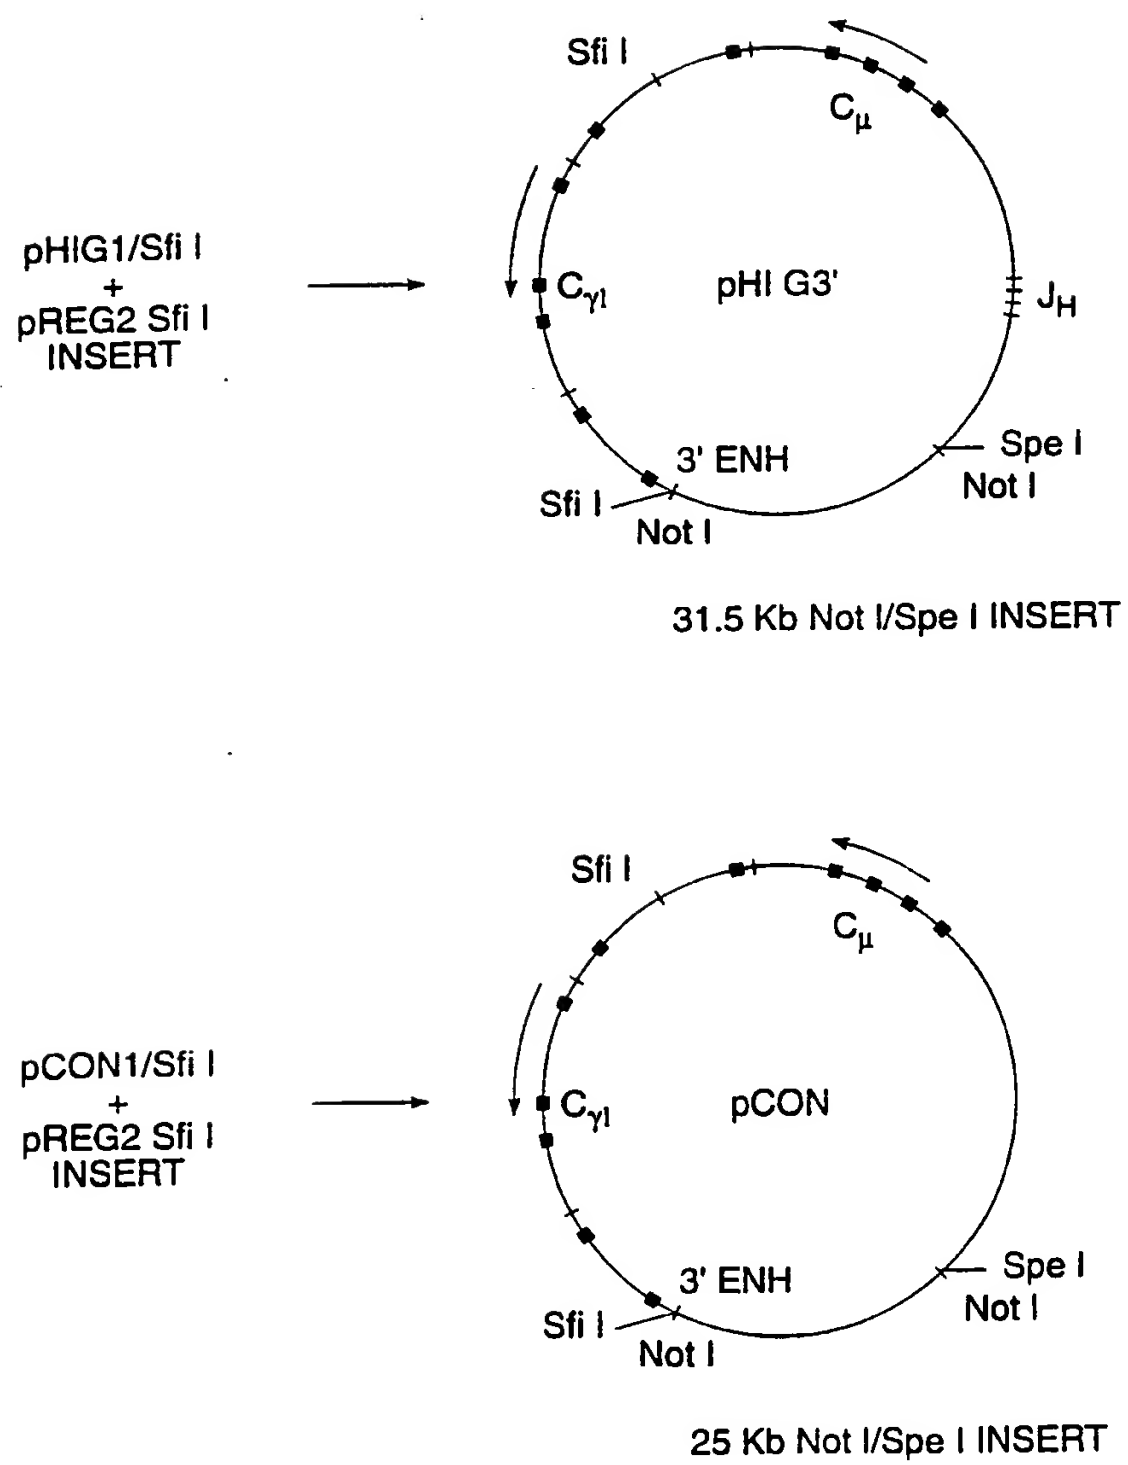 Sfi I
Cμ
pHIG1/Sfi I
+
pREG2 Sfi I
INSERT
Cγ1
pHI G3'
JH
3' ENH
Spe I
Not I
Sfi I
Not I
31.5 Kb Not I/Spe I INSERT
Sfi I
Cμ
pCON1/Sfi I
+
pREG2 Sfi I
INSERT
Cγ1
pCON
3' ENH
Spe I
Not I
Sfi I
Not I
25 Kb Not I/Spe I INSERT